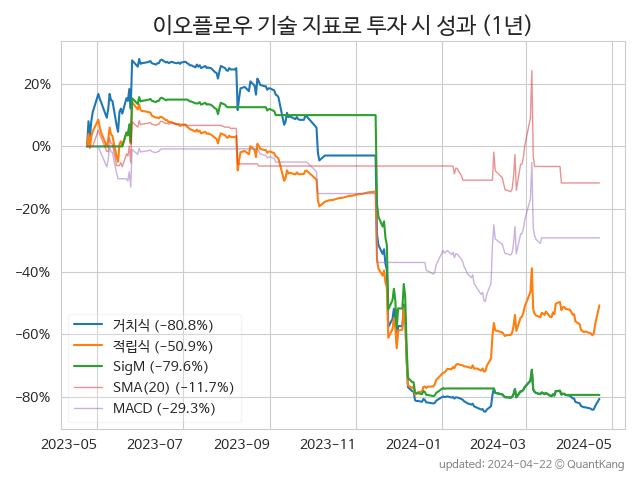 이오플로우 기술 지표로 투자 시 성과 (1년)
20%
0%
−20%
−40%
−60%
−80%
거치식 (−80.8%)
적립식 (−50.9%)
SigM (−79.6%)
SMA(20) (−11.7%)
MACD (−29.3%)
2023-05 2023-07 2023-09 2023-11 2024-01 2024-03 2024-05
updated: 2024-04-22 © QuantKang